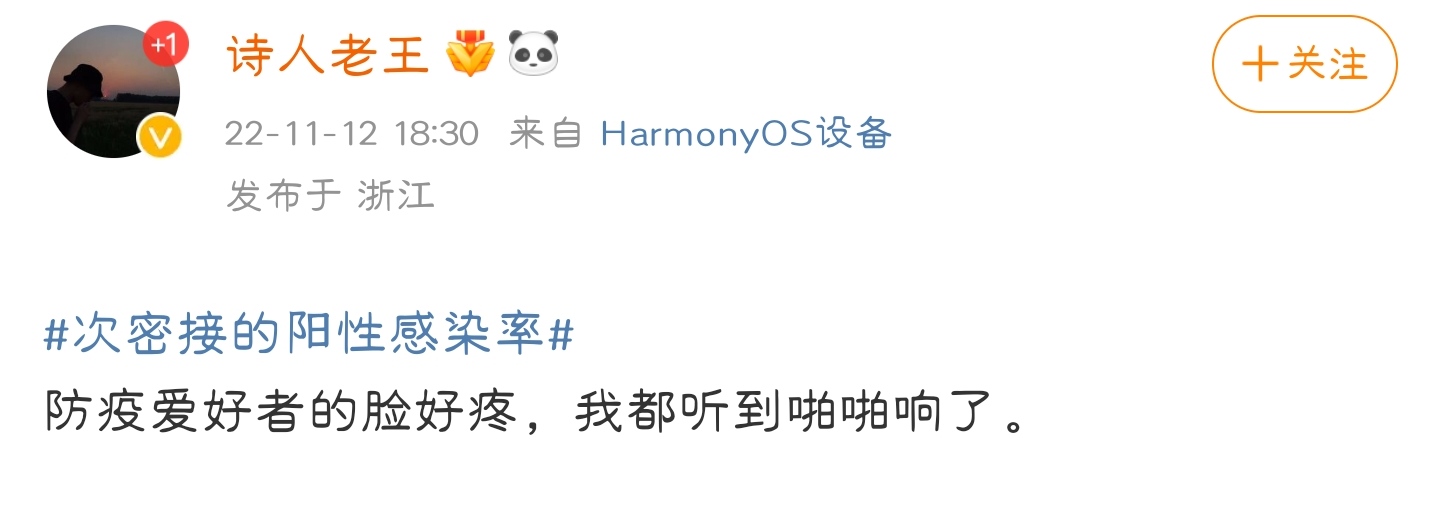 +1
诗人老王
+关注
22-11-12 18:30 来自 HarmonyOS设备
发布于 浙江
#次密接的阳性感染率#
防疫爱好者的脸好疼，我都听到啪啪响了。